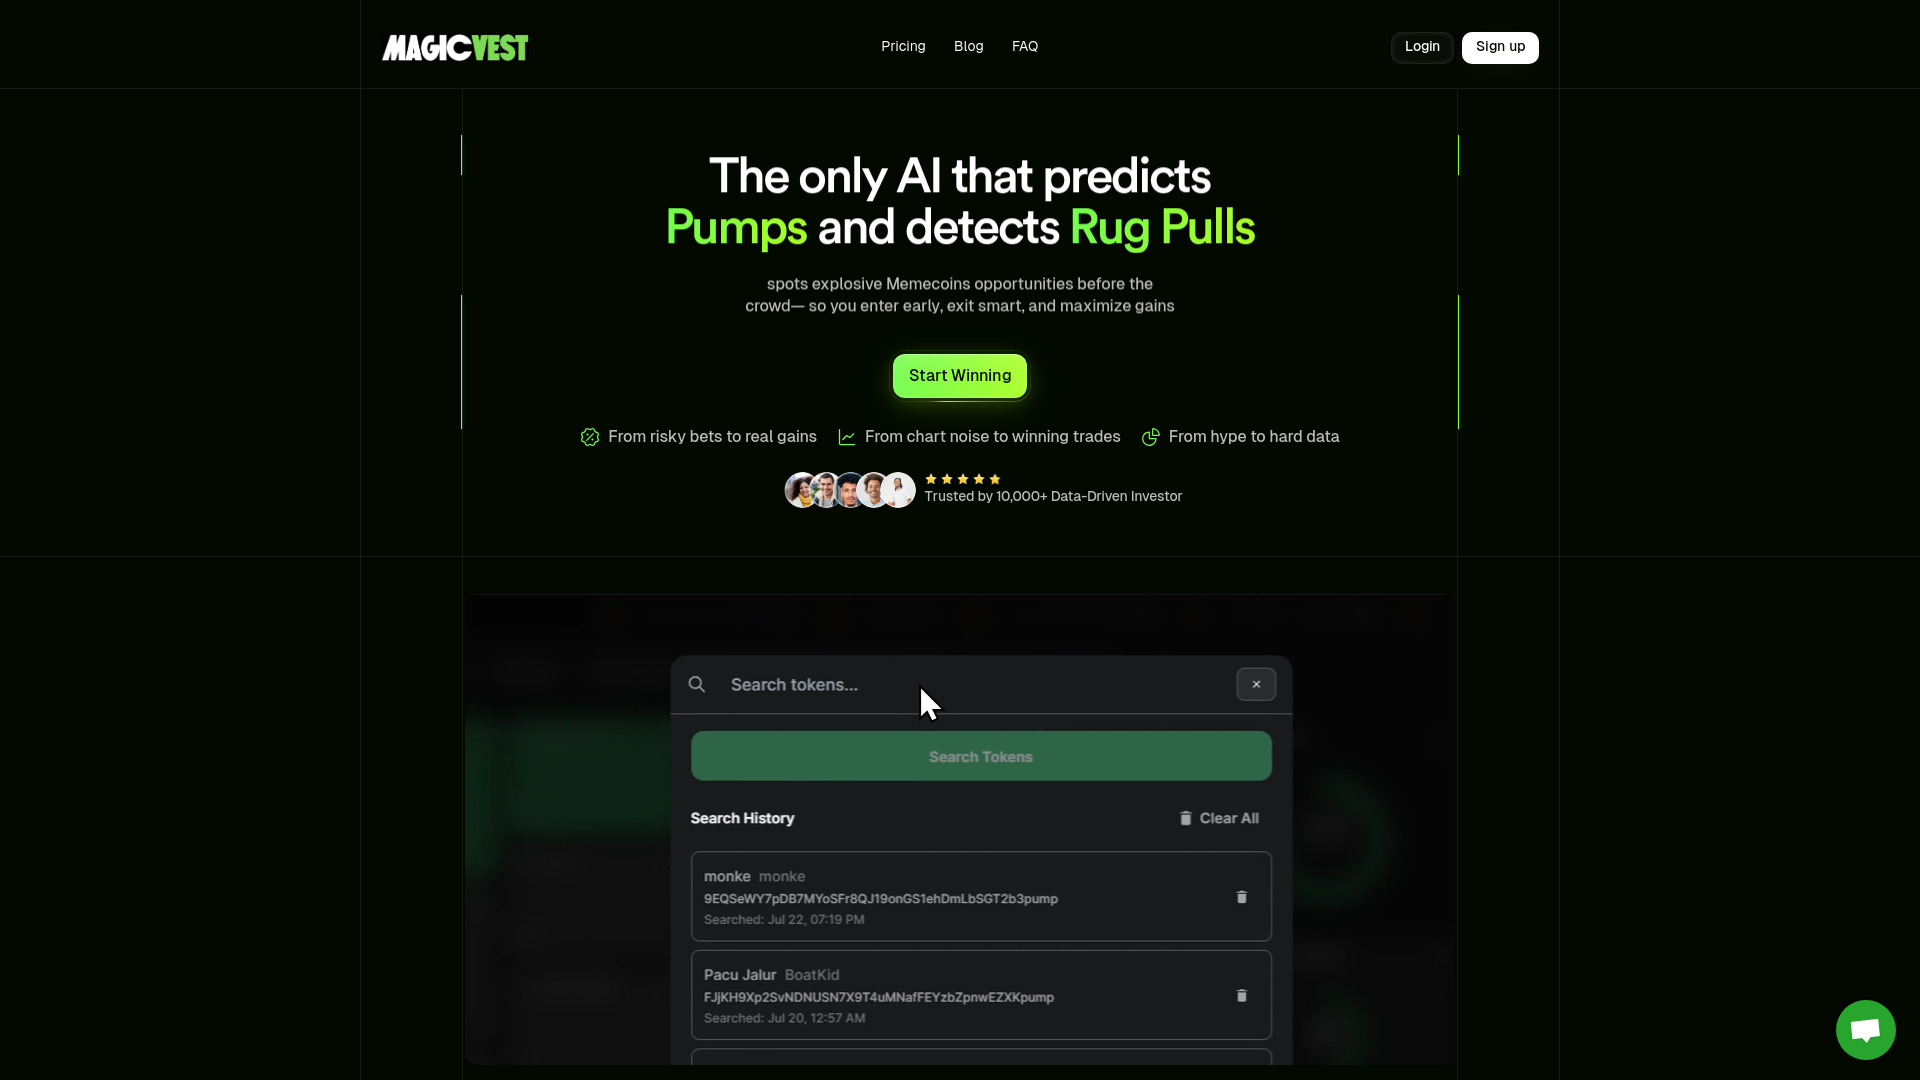 MAGICVEST
Pricing
Blog
FAQ
Login
Sign up
The only AI that predicts
Pumps and detects Rug Pulls
spots explosive Memecoins opportunities before the
crowd— so you enter early, exit smart, and maximize gains
Start Winning
From risky bets to real gains
From chart noise to winning trades
From hype to hard data
Trusted by 10,000+ Data-Driven Investor
Search tokens...
Search Tokens
Search History
Clear All
monke monke
9EQSeWY7pDB7MYoSFr8QJ19onGS1ehDmLbSGT2b3pump
Searched: Jul 22, 07:19 PM
Pacu Jalur BoatKid
FJjKH9Xp2SvNDNUSN7X9T4uMNafFEYzbZpnwEZXKpump
Searched: Jul 20, 12:57 AM